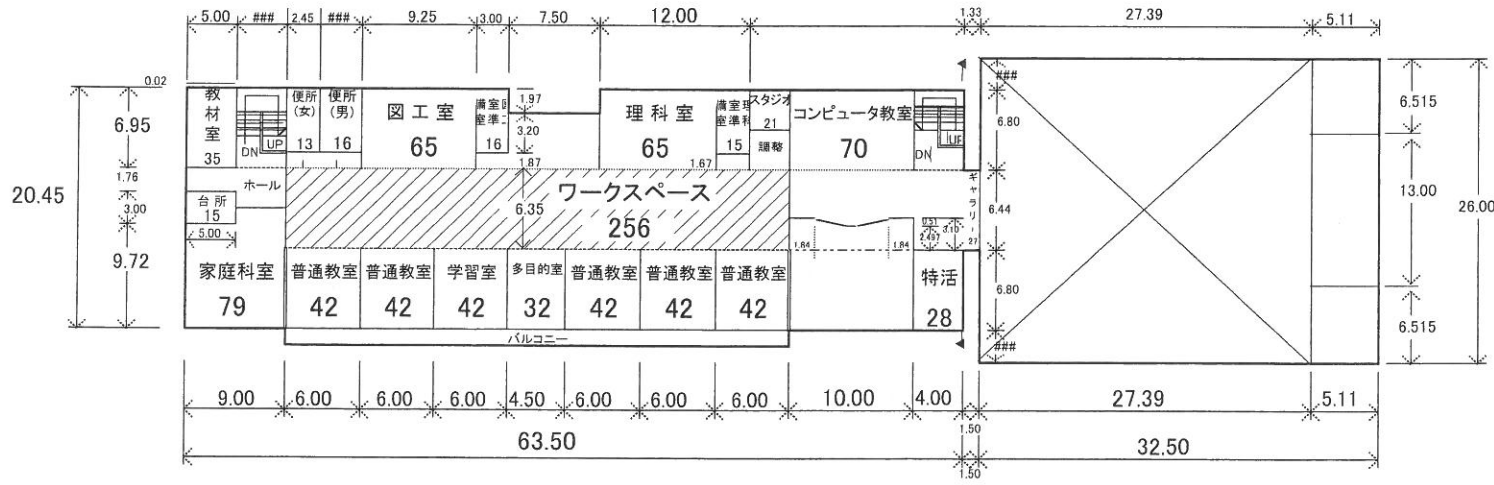 5.00 ### 2.45 ### 9.25 3.00 7.50 12.00 1.33 27.39 5.11
0.02
6.95
1.76
3.00
9.72
20.45
教材室
35
DN UP
便所(女)
13
便所(男)
16
図工室
65
16
1.97
3.20
1.87
理科室
65
1.67
15
スタジオ
21
調整
コンピュータ教室
70
DN UP
ホール
台所
15
5.00
ワークスペース
256
6.35
1.84
1.84
0.51
2.497
3.10
ギャラリー
27
家庭科室
79
普通教室
42
普通教室
42
学習室
42
多目的室
32
普通教室
42
普通教室
42
普通教室
42
特活
28
バルコニー
###
6.80
6.44
6.80
###
6.515
13.00
6.515
26.00
9.00 6.00 6.00 6.00 4.50 6.00 6.00 6.00 10.00 4.00 27.39 5.11
63.50 1.50 32.50
1.50